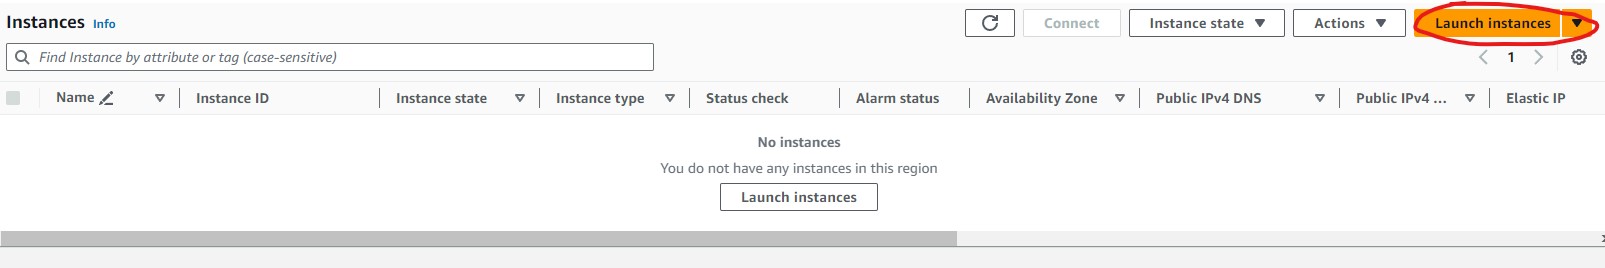 Instances Info Connect Instance state Actions Launch instances
Find Instance by attribute or tag (case-sensitive) 1
Name Instance ID Instance state Instance type Status check Alarm status Availability Zone Public IPv4 DNS Public IPv4 ... Elastic IP
No instances
You do not have any instances in this region
Launch instances